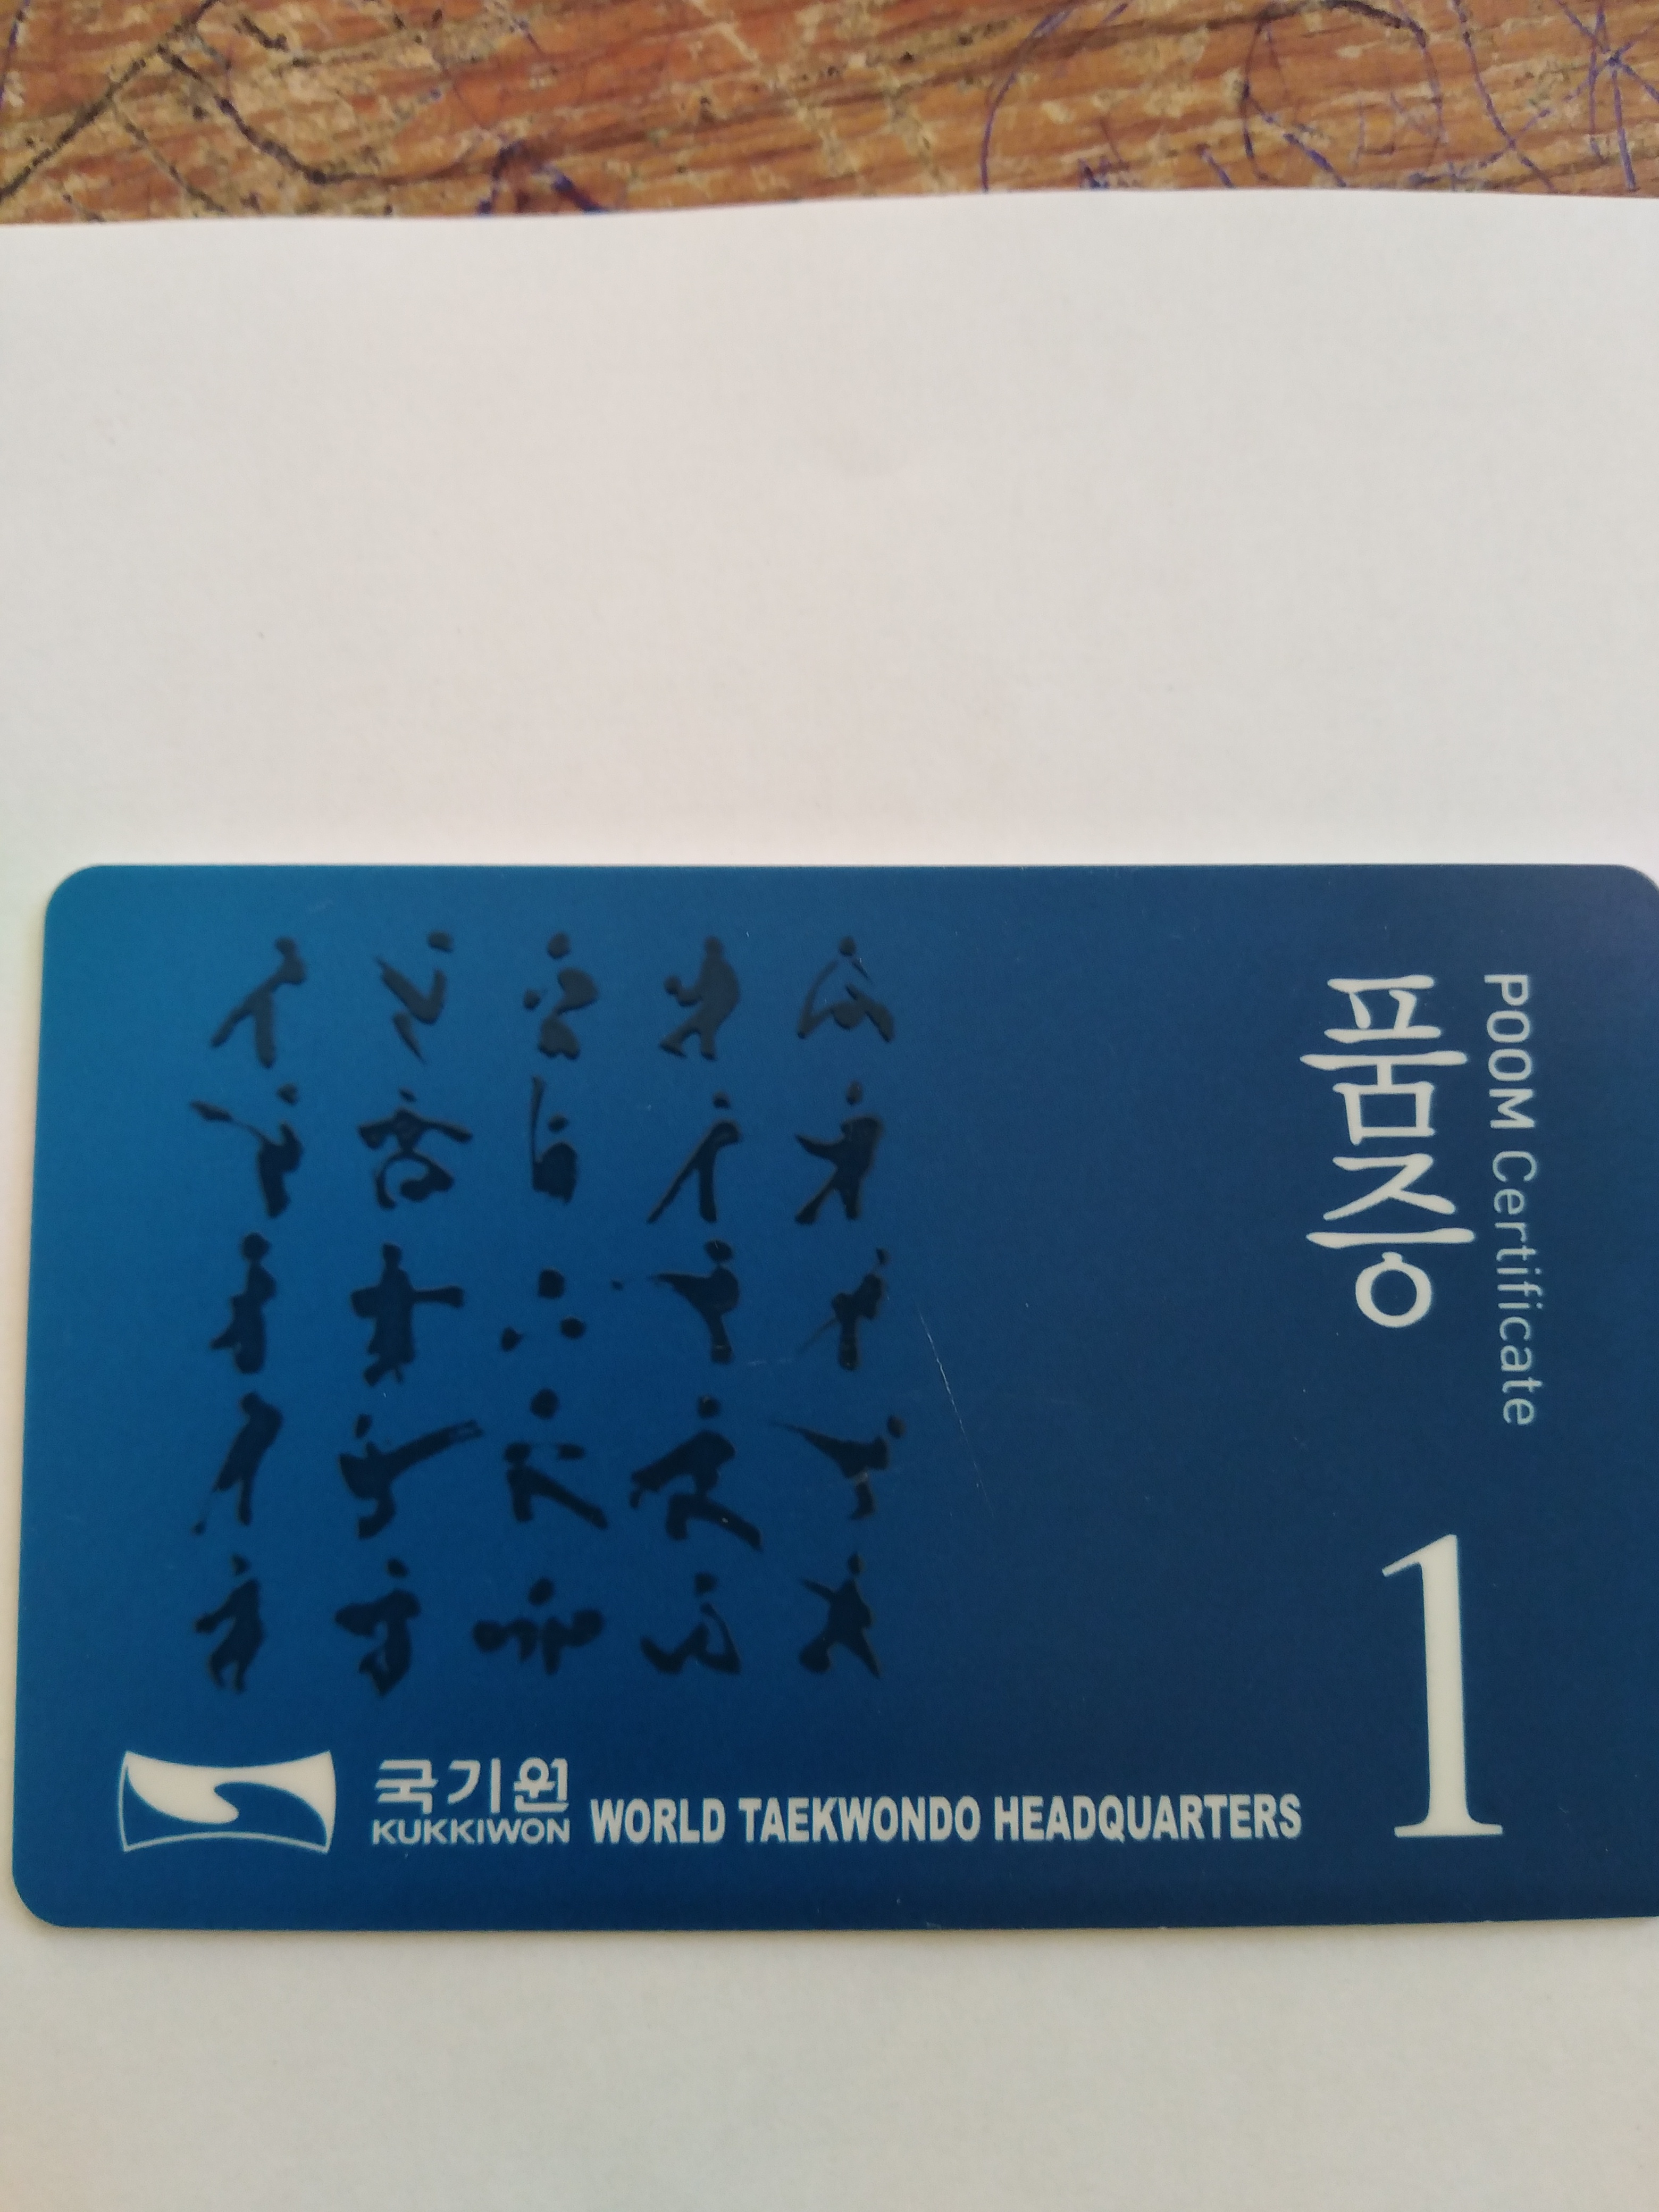 품증
POOM Certificate
1
국기원
KUKKIWON
WORLD TAEKWONDO HEADQUARTERS